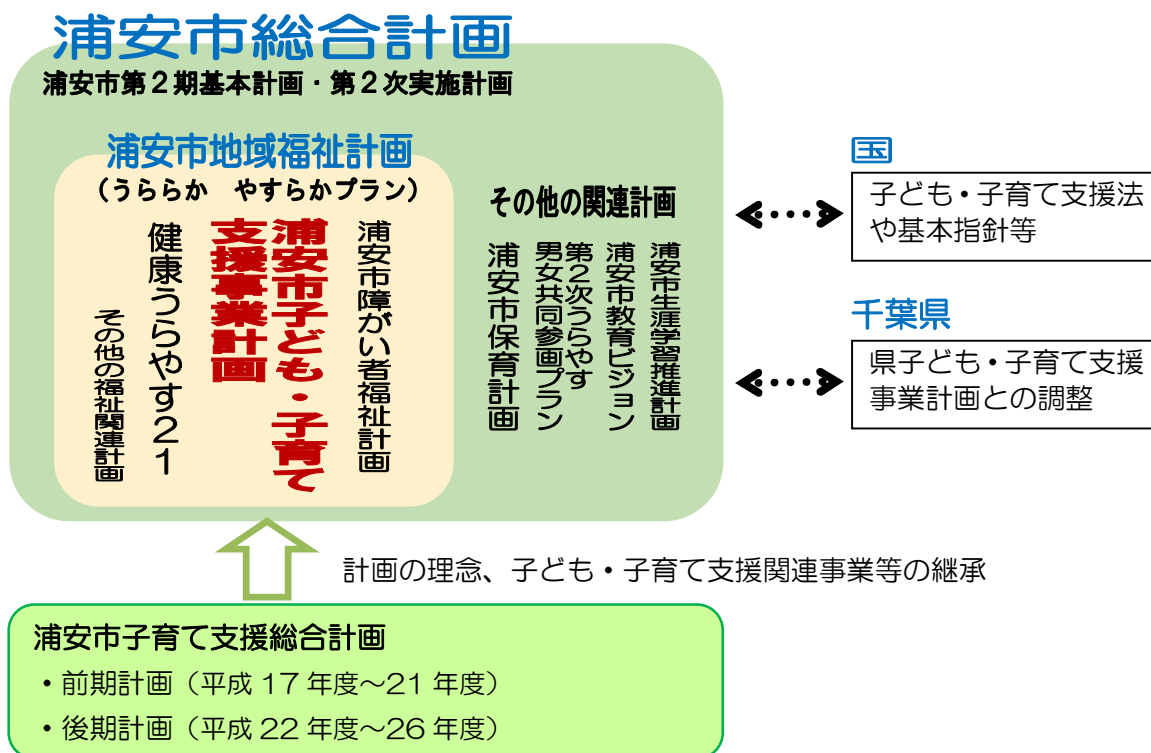 浦安市総合計画
浦安市第２期基本計画・第２次実施計画
浦安市地域福祉計画
（うららか　やすらかプラン）
浦安市障がい者福祉計画
浦安市子ども・子育て
支援事業計画
健康うらやす２１
その他の福祉関連計画
その他の関連計画
浦安市生涯学習推進計画
浦安市教育ビジョン
第２次うらやす
男女共同参画プラン
浦安市保育計画
国
子ども・子育て支援法
や基本指針等
千葉県
県子ども・子育て支援
事業計画との調整
計画の理念、子ども・子育て支援関連事業等の継承
浦安市子育て支援総合計画
・前期計画（平成 17 年度～21 年度）
・後期計画（平成 22 年度～26 年度）